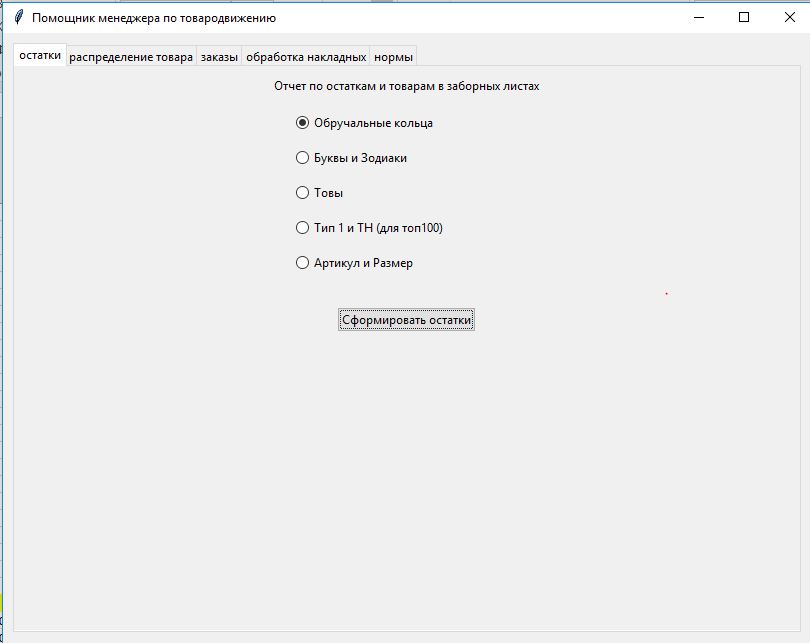 Помощник менеджера по товародвижению
остатки распределение товара заказы обработка накладных нормы
Отчет по остаткам и товарам в заборных листах
Обручальные кольца
Буквы и Зодиаки
Товы
Тип 1 и ТН (для топ100)
Артикул и Размер
Сформировать остатки